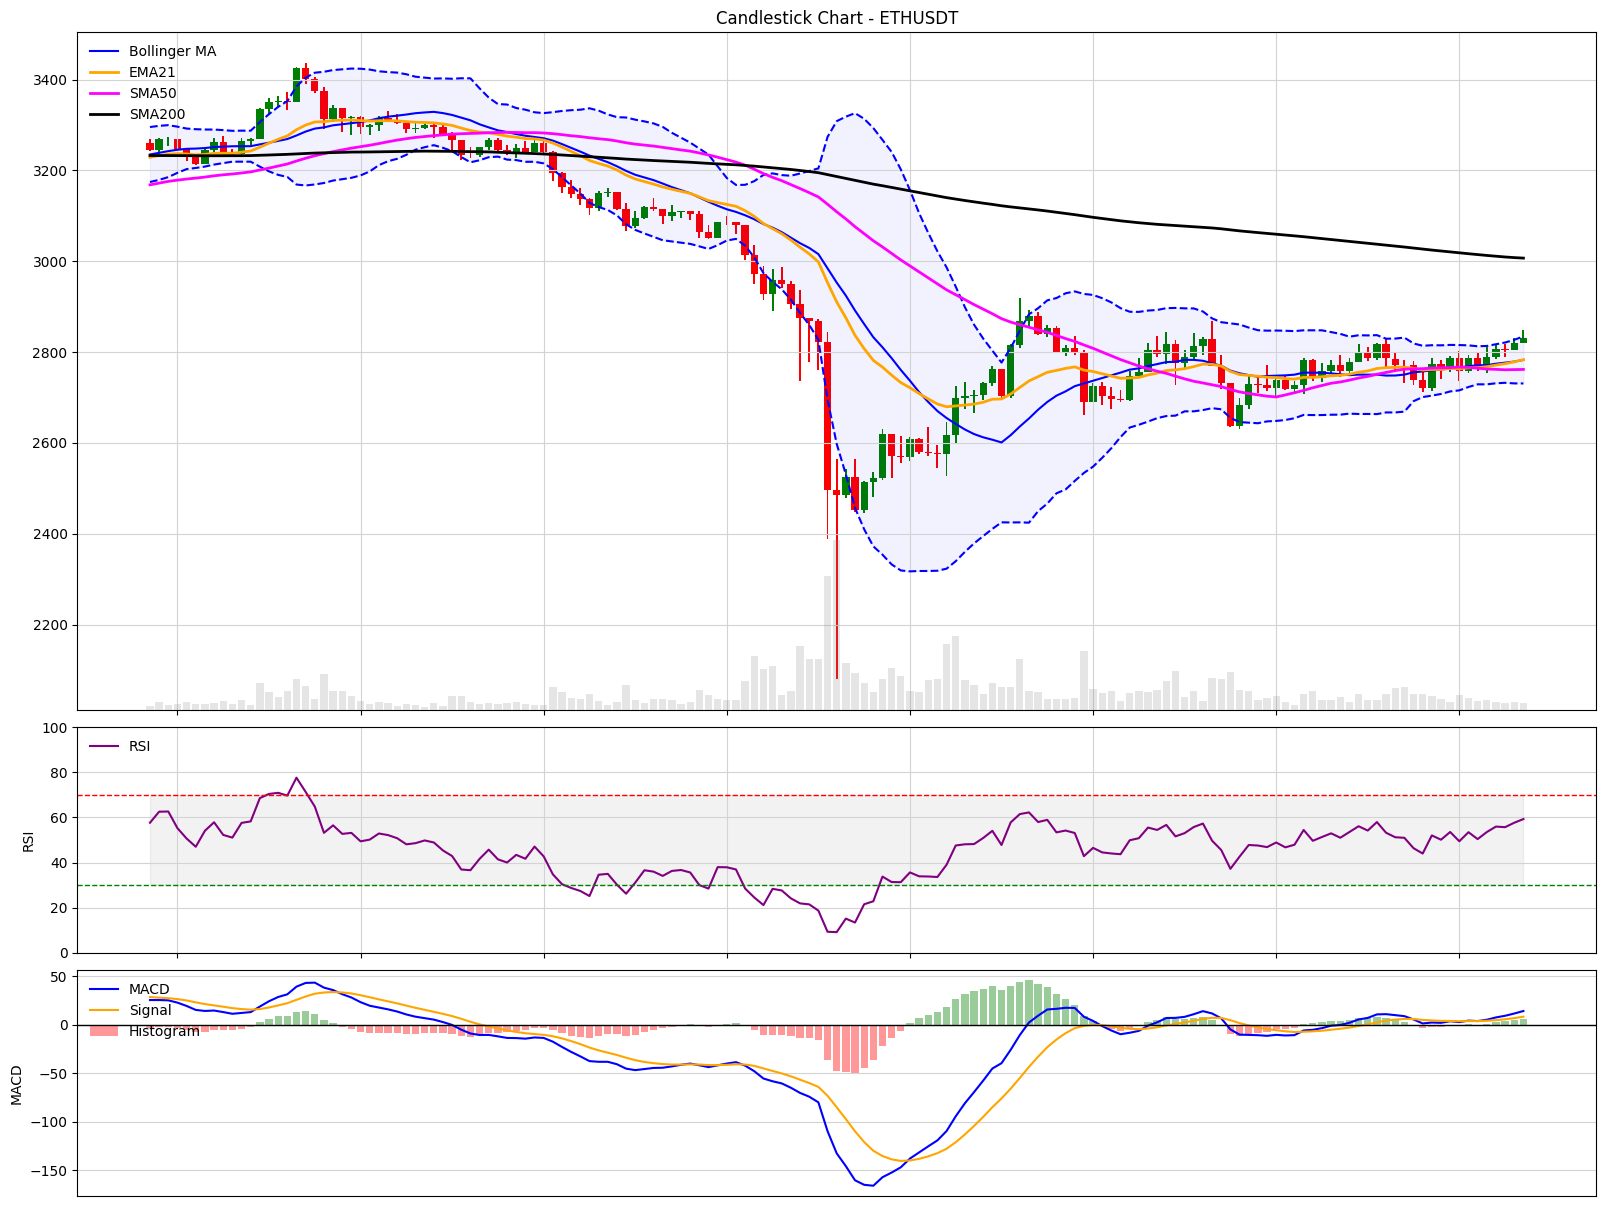 Candlestick Chart - ETHUSDT
Bollinger MA
EMA21
SMA50
SMA200
3400
3200
3000
2800
2600
2400
2200
100
80
60
40
20
0
RSI
RSI
50
0
−50
−100
−150
MACD
MACD
Signal
Histogram